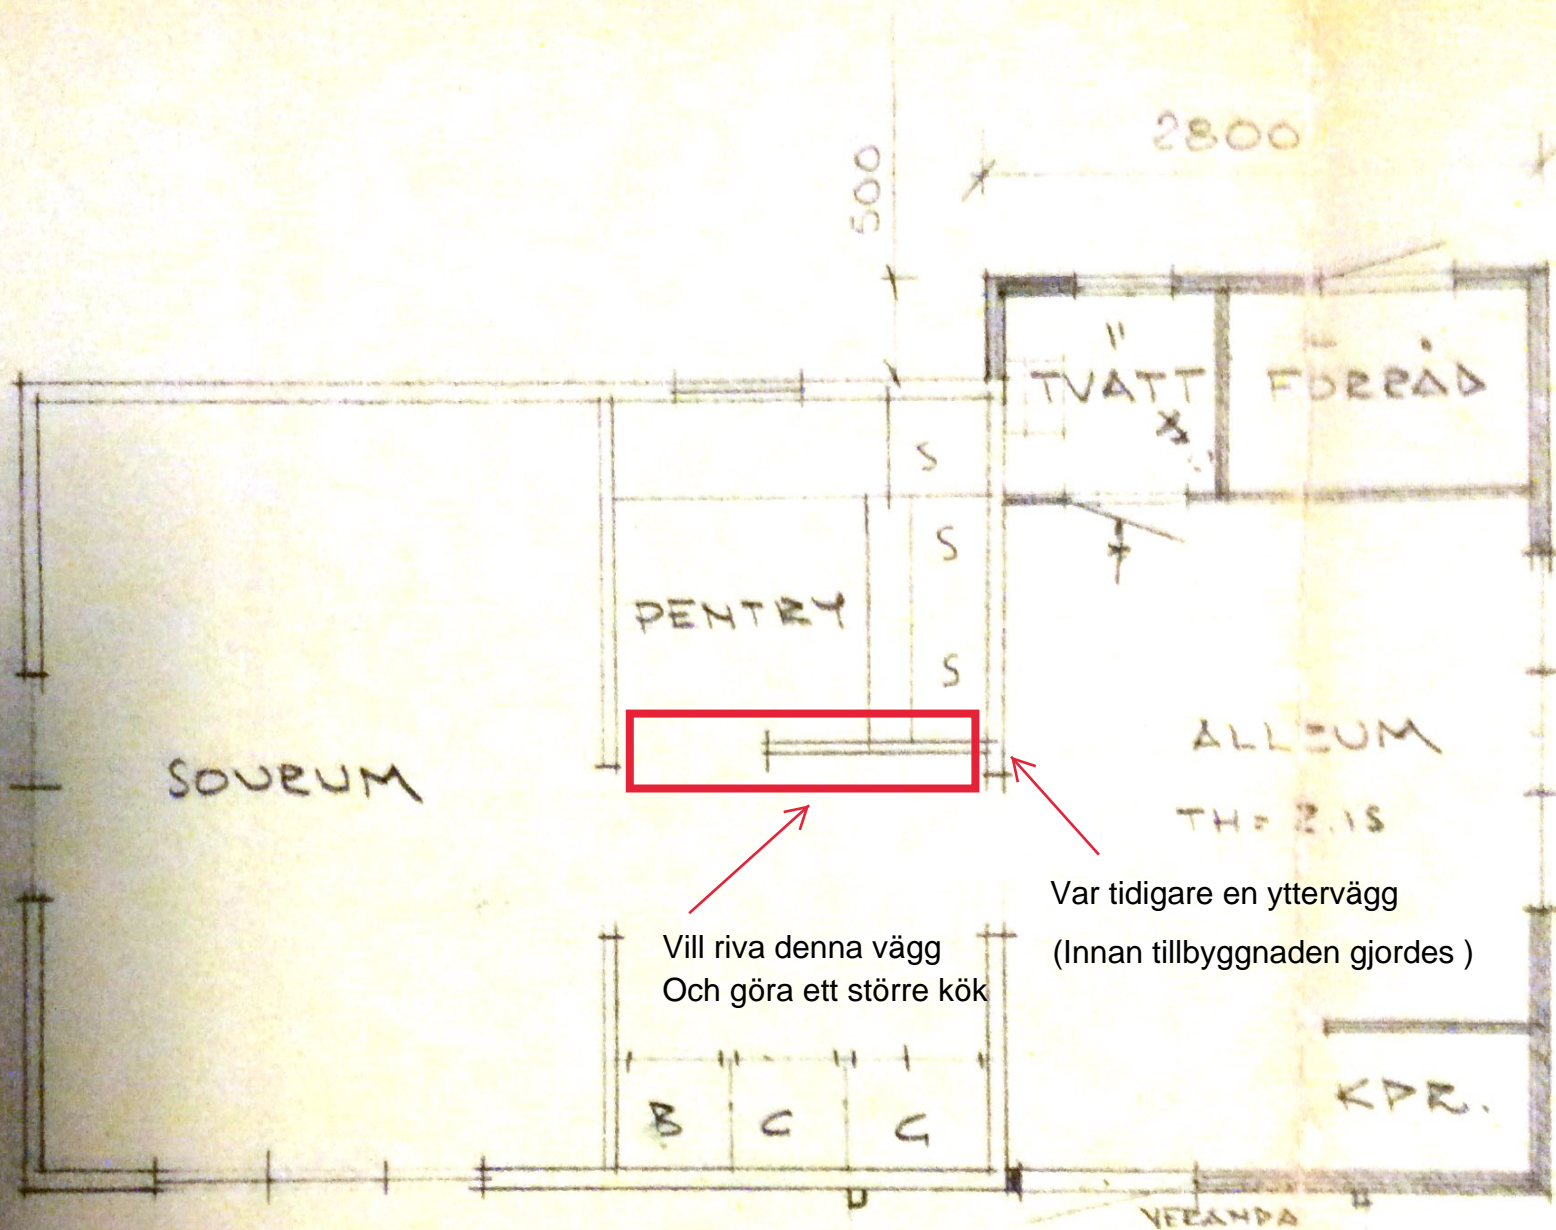 2800
500
TVÄTT
FÖRRÅD
S
S
PENTRY
S
SOVRUM
ALLRUM
TH = 2.15
Var tidigare en yttervägg
(Innan tillbyggnaden gjordes )
Vill riva denna vägg
Och göra ett större kök
B G G
KPR.
VERANDA